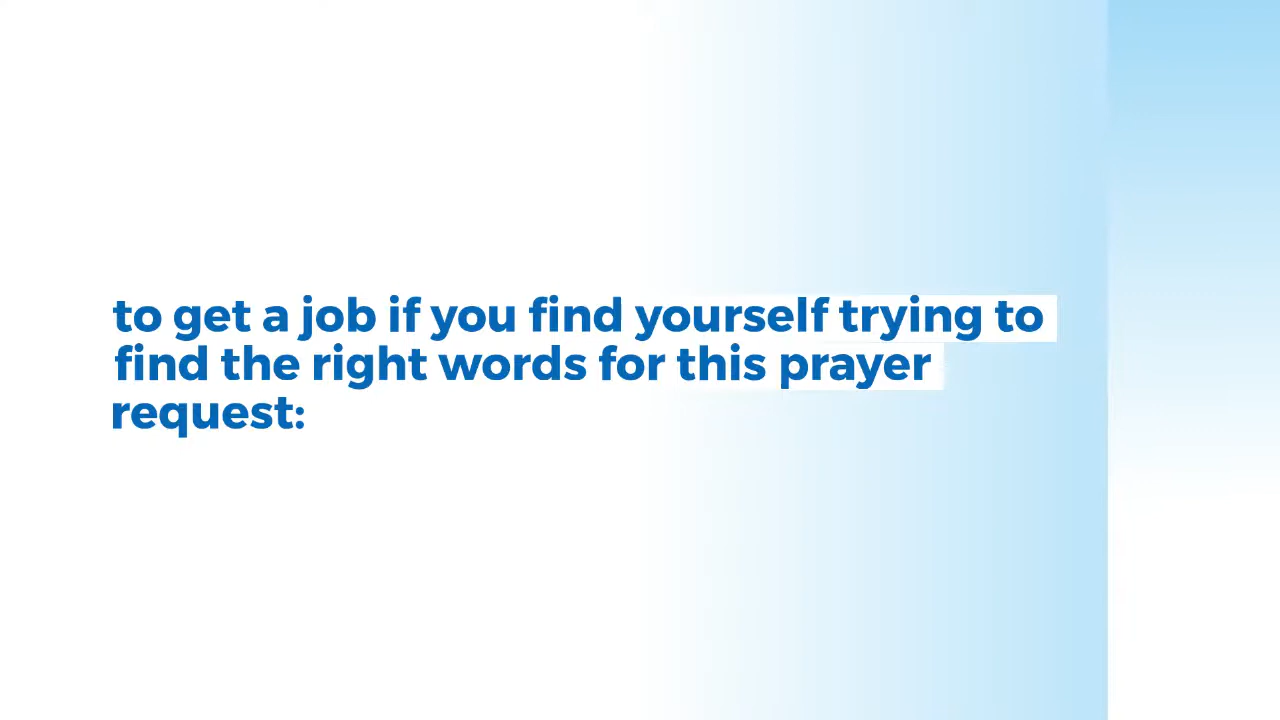 to get a job if you find yourself trying to
find the right words for this prayer
request: